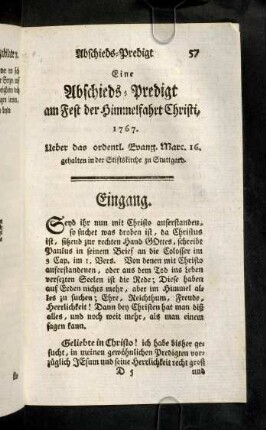 Abschieds-Predigt 57
Eine
Abschieds-Predigt
am Fest der Himmelfahrt Christi,
1767.
Ueber das ordentl. Evang. Marc. 16.
gehalten in der Stiftskirche zu Stuttgard.
Eingang.
Seyd ihr nun mit Christo auferstanden,
so suchet was droben ist, da Christus
ist, sitzend zur rechten Hand GOttes, schreibt
Paulus in seinem Brief an die Colosser im
3 Cap. im 1. Vers. Von denen mit Christo
auferstandenen, oder aus dem Tod ins Leben
versezten Seelen ist die Rede; Diese haben
auf Erden nichts mehr, aber im Himmel al-
les zu suchen; Ehre, Reichthum, Freude,
Herrlichkeit! Dann bey Christen hat man diß
alles, und noch weit mehr, als man einem
sagen kann.
Geliebte in Christo! ich habe bisher ge-
sucht, in meinen gewöhnlichen Predigten vor-
züglich JEsum und seine Herrlichkeit recht groß
D 5 und